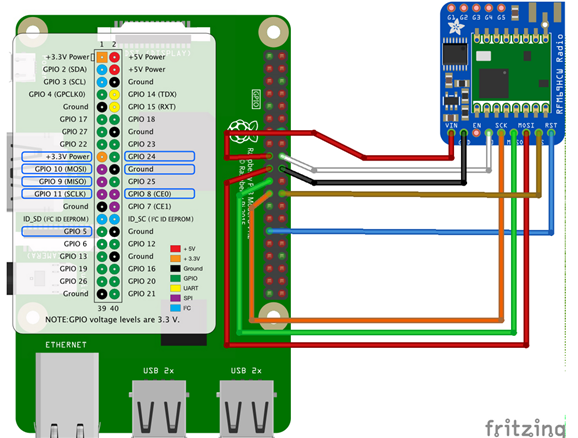 G1 G2 G3 G4 G5
RFM69HCW Radio
VIN GND EN SCK MOSI RST
MISO
1 2
+3.3V Power +5V Power
GPIO 2 (SDA) +5V Power
GPIO 3 (SCL) Ground
GPIO 4 (GPCLK0) GPIO 14 (TDX)
Ground GPIO 15 (RXT)
GPIO 17 GPIO 18
GPIO 27 Ground
GPIO 22 GPIO 23
+3.3V Power GPIO 24
GPIO 10 (MOSI) Ground
GPIO 9 (MISO) GPIO 25
GPIO 11 (SCLK) GPIO 8 (CE0)
Ground GPIO 7 (CE1)
ID_SD (I²C ID EEPROM) ID_SC (I²C ID EEPROM)
GPIO 5 Ground
GPIO 6 GPIO 12
GPIO 13 Ground
GPIO 19 GPIO 16
GPIO 26 GPIO 20
Ground GPIO 21
39 40
+ 5V
+ 3.3V
Ground
GPIO
UART
SPI
I²C
NOTE:GPIO voltage levels are 3.3 V.
GPIO
ETHERNET
USB 2x
USB 2x
fritzing